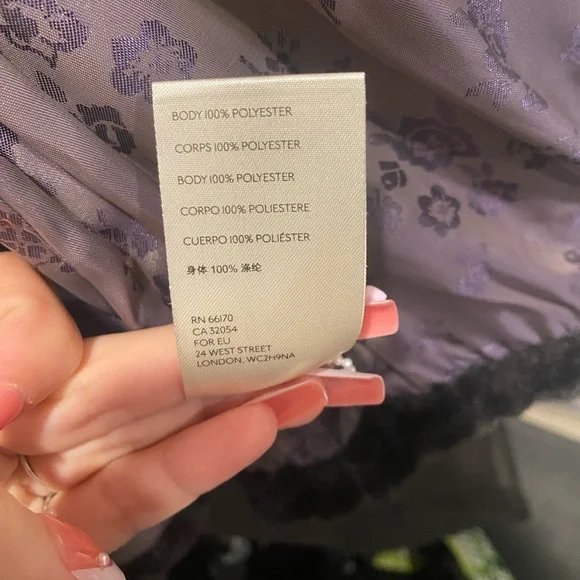 BODY 100% POLYESTER
CORPS 100% POLYESTER
BODY 100% POLYESTER
CORPO 100% POLIESTERE
CUERPO 100% POLIÉSTER
身体 100% 涤纶
RN 66170
CA 32054
FOR EU
24 WEST STREET
LONDON, WC2H9NA